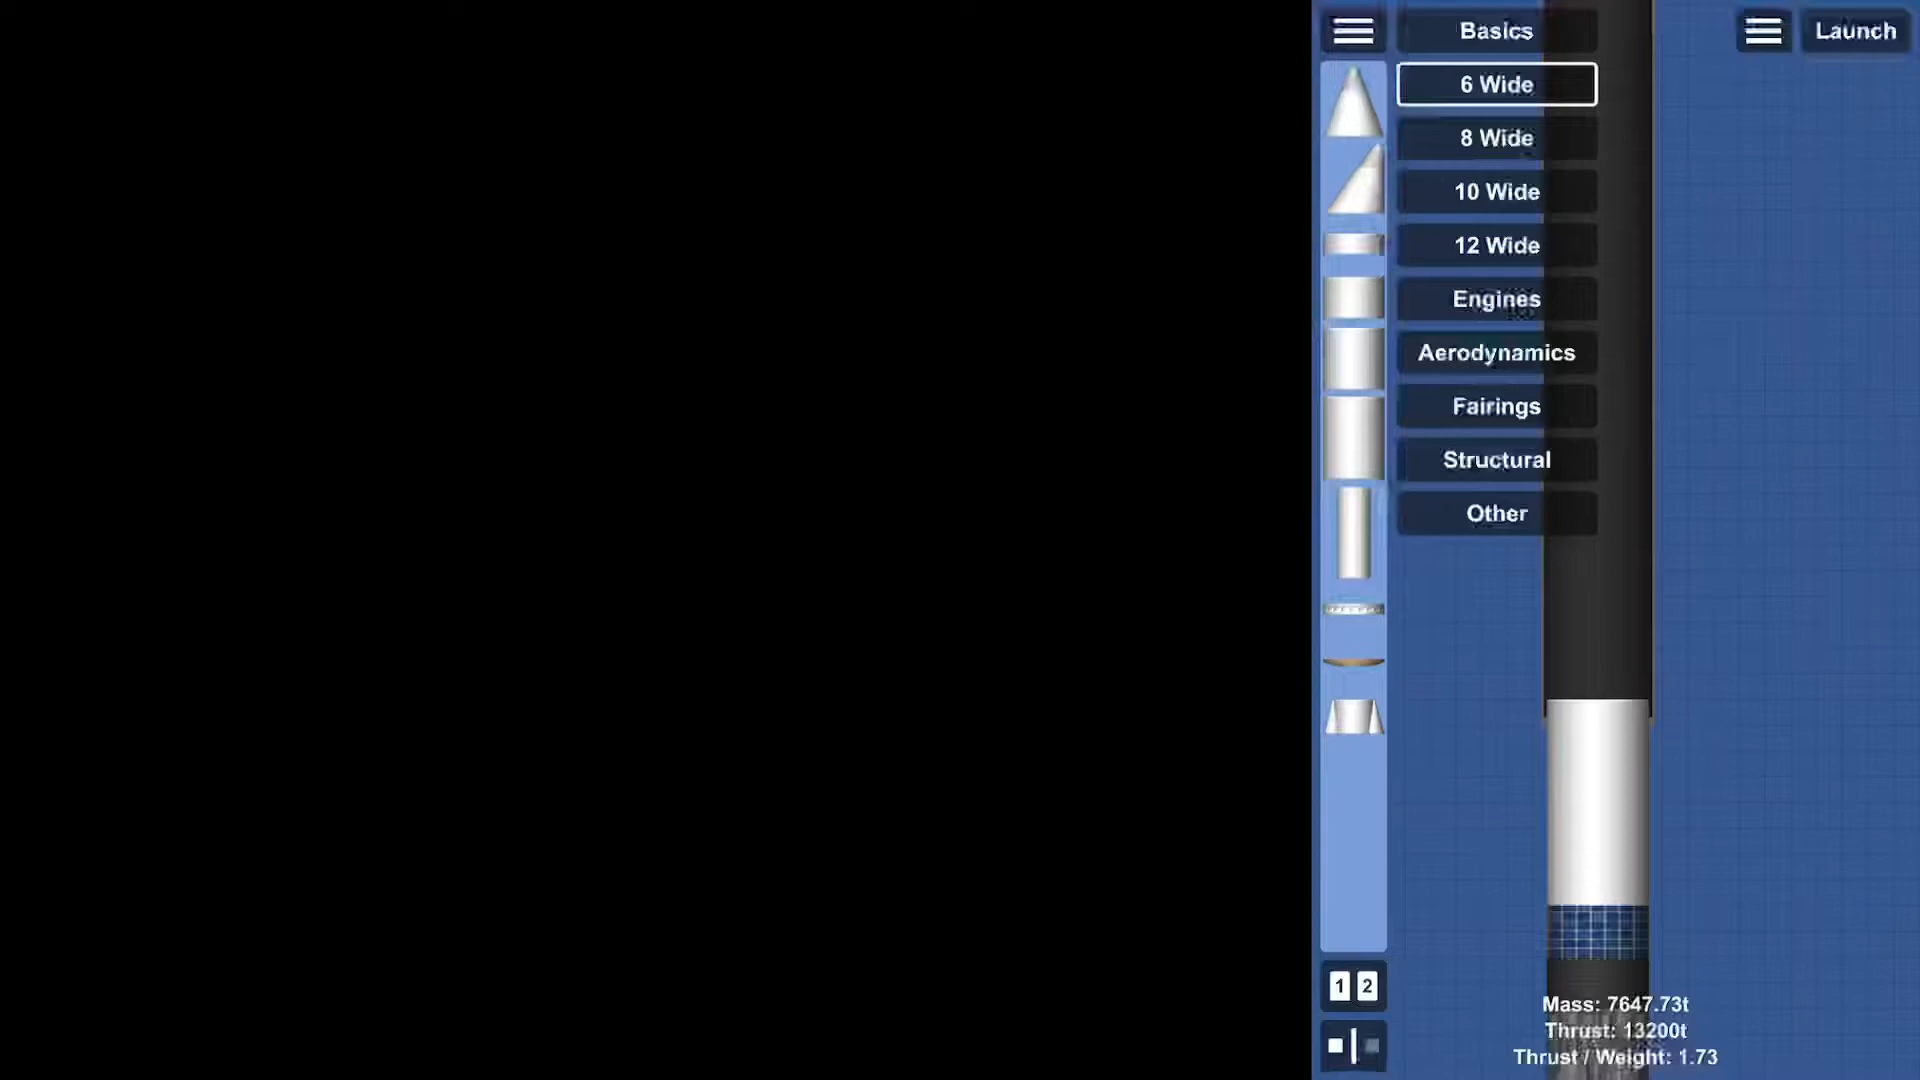 Basics
Launch
6 Wide
8 Wide
10 Wide
12 Wide
Engines
Aerodynamics
Fairings
Structural
Other
1 2
Mass: 7647.73t
Thrust: 13200t
Thrust / Weight: 1.73